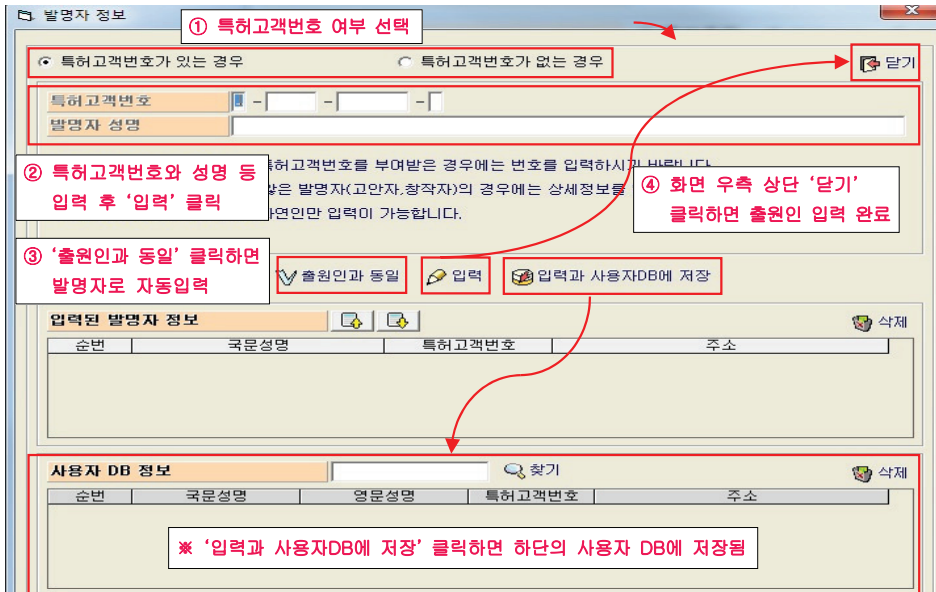 발명자 정보
① 특허고객번호 여부 선택
특허고객번호가 있는 경우 특허고객번호가 없는 경우 닫기
특허고객번호 - - -
발명자 성명
특허고객번호를 부여받은 경우에는 번호를 입력하시기 바랍니다
② 특허고객번호와 성명 등
입력 후 ‘입력’ 클릭
발명자(고안자,창작자)의 경우에는 상세정보를
자연인만 입력이 가능합니다.
④ 화면 우측 상단 ‘닫기’
클릭하면 출원인 입력 완료
③ ‘출원인과 동일’ 클릭하면
발명자로 자동입력
출원인과 동일 입력 입력과 사용자DB에 저장
입력된 발명자 정보 삭제
순번 국문성명 특허고객번호 주소
사용자 DB 정보 찾기 삭제
순번 국문성명 영문성명 특허고객번호 주소
※ ‘입력과 사용자DB에 저장’ 클릭하면 하단의 사용자 DB에 저장됨